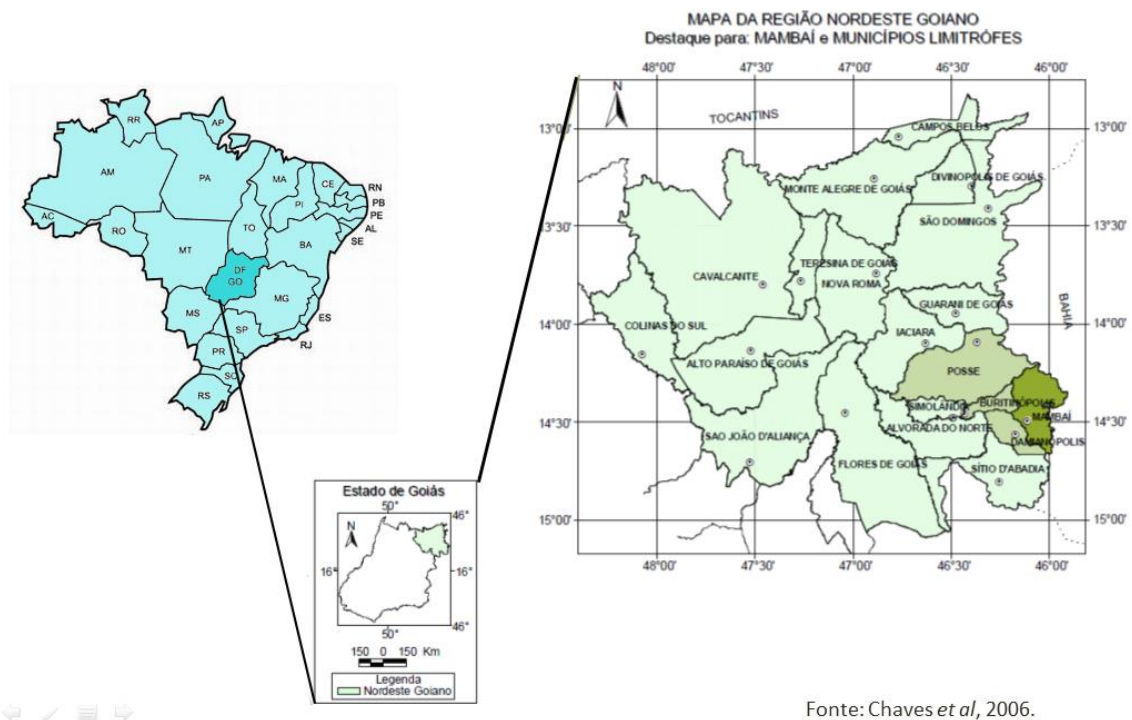 MAPA DA REGIÃO NORDESTE GOIANO
Destaque para: MAMBAÍ e MUNICÍPIOS LIMITRÓFES
48°00' 47°30' 47°00' 46°30' 46°00'
N
TOCANTINS
13°00' CAMPOS BELOS 13°00'
MONTE ALEGRE DE GOIÁS DIVINÓPOLIS DE GOIÁS
SÃO DOMINGOS
13°30' 13°30'
CAVALCANTE TERESINA DE GOIÁS
NOVA ROMA
GUARANI DE GOIÁS
BAHIA
14°00' COLINAS DO SUL IACIARA 14°00'
ALTO PARAÍSO DE GOIÁS POSSE
SIMOLÂNDIA BURITINÓPOLIS
14°30' MAMBAÍ 14°30'
SAO JOÃO D'ALIANÇA ALVORADA DO NORTE DAMIANÓPOLIS
FLORES DE GOIÁS SÍTIO D'ABADIA
15°00' 15°00'
48°00' 47°30' 47°00' 46°30' 46°00'
RR AP
AM PA MA CE RN
PI PB
AC TO PE
RO AL
MT BA SE
DF
GO
MG
MS ES
SP
RJ
PR
SC
RS
Estado de Goiás
50° 46°
N
16° 16°
50° 46°
150 0 150 Km
Legenda
Nordeste Goiano
Fonte: Chaves et al, 2006.